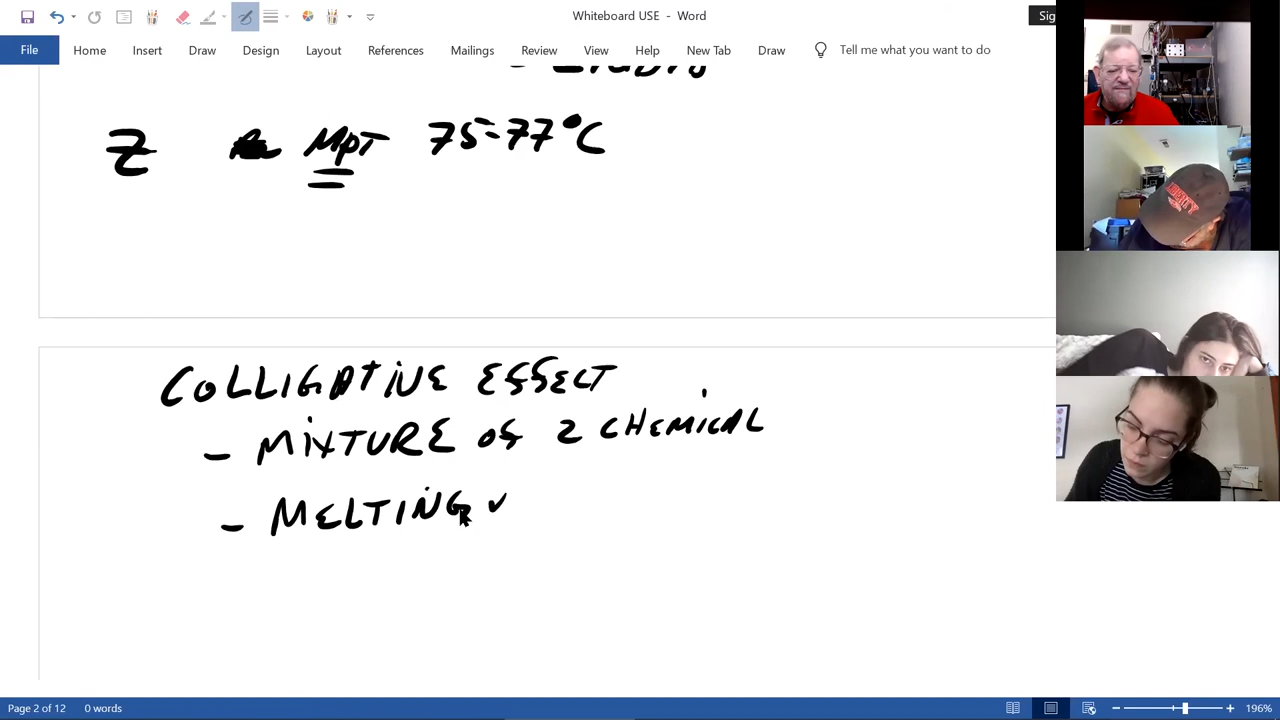 Whiteboard USE - Word
Sig
File Home Insert Draw Design Layout References Mailings Review View Help New Tab Draw Tell me what you want to do
Z MPT 75-77°C
LIBERTY
COLLIGATIVE EFFECT
- MIXTURE OF 2 CHEMICAL
- MELTING
Page 2 of 12 0 words 196%